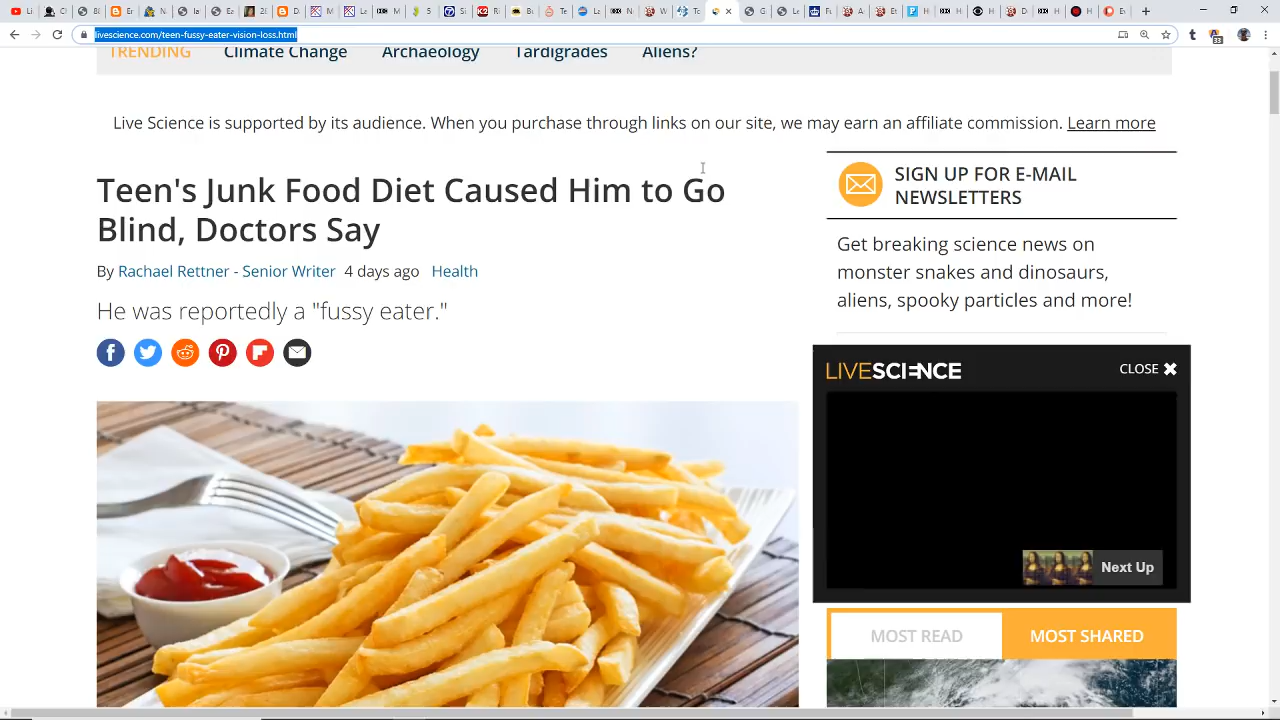 livescience.com/teen-fussy-eater-vision-loss.html
TRENDING Climate Change Archaeology Tardigrades Aliens?
Live Science is supported by its audience. When you purchase through links on our site, we may earn an affiliate commission. Learn more
Teen's Junk Food Diet Caused Him to Go
Blind, Doctors Say
By Rachael Rettner - Senior Writer 4 days ago Health
He was reportedly a "fussy eater."
SIGN UP FOR E-MAIL
NEWSLETTERS
Get breaking science news on
monster snakes and dinosaurs,
aliens, spooky particles and more!
LIVESCIENCE CLOSE
Next Up
MOST READ MOST SHARED